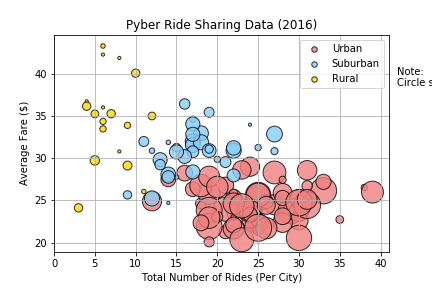 Pyber Ride Sharing Data (2016)
Urban
Suburban
Rural
Note:
Circle
Average Fare ($)
40
35
30
25
20
0 5 10 15 20 25 30 35 40
Total Number of Rides (Per City)